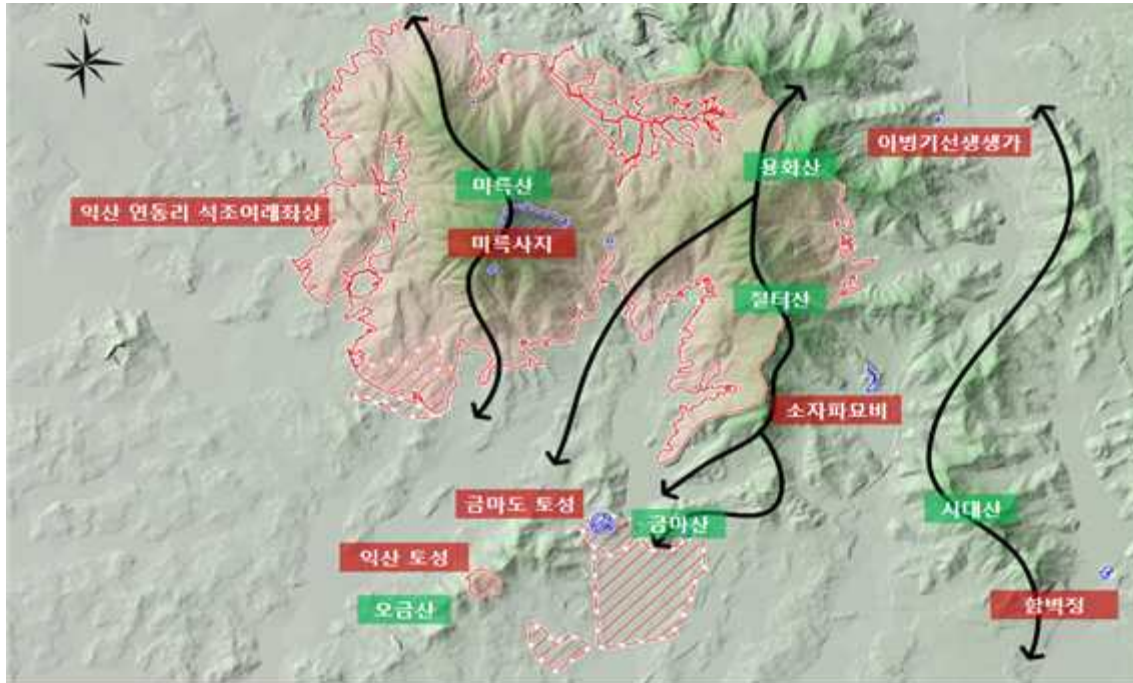 N
이병기선생생가
용화산
미륵산
익산 연동리 석조여래좌상
미륵사지
절터산
소자파묘비
금마도 토성
시대산
금마산
익산 토성
오금산
함벽정